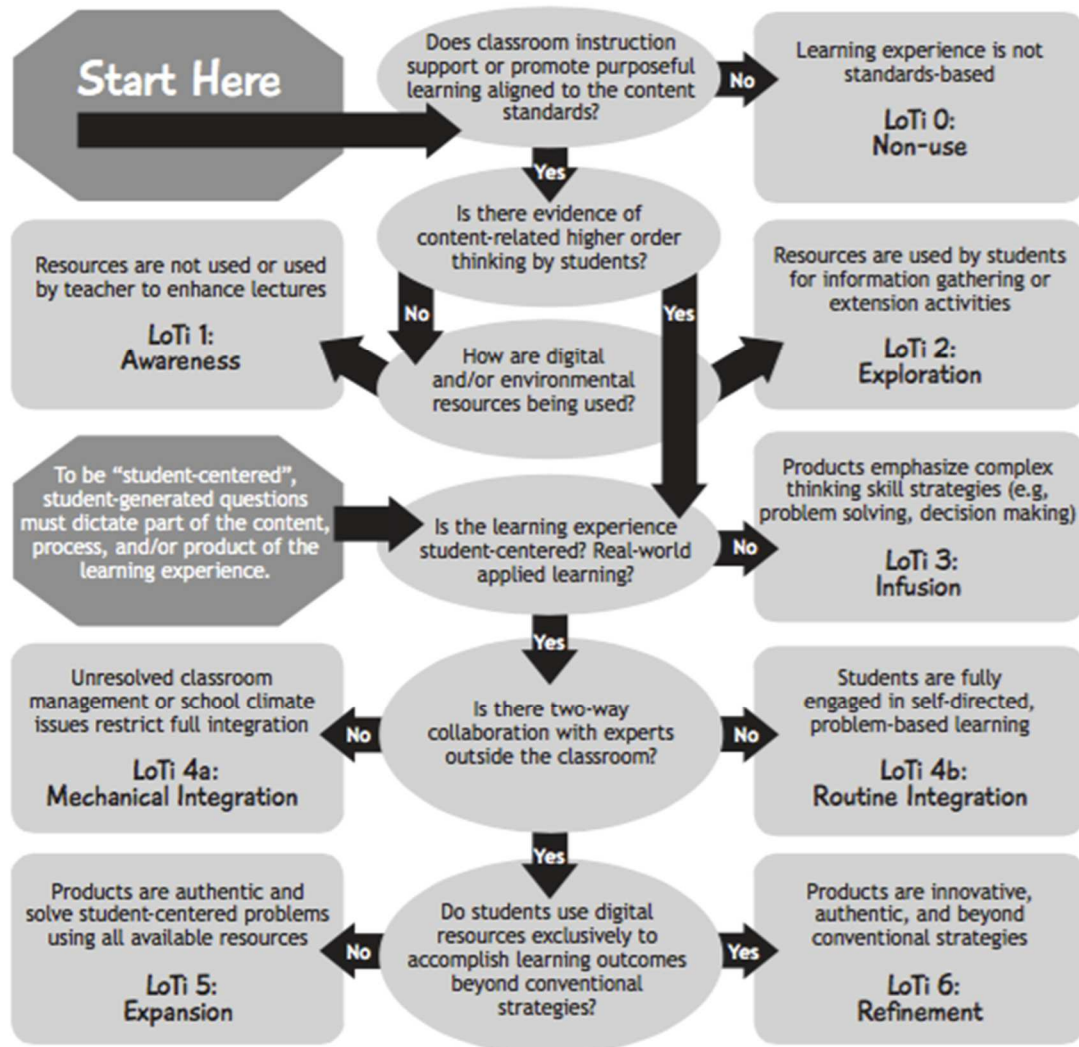 Start Here
Does classroom instruction
support or promote purposeful
learning aligned to the content
standards?
No
Learning experience is not
standards-based
LoTi 0:
Non-use
Yes
Is there evidence of
content-related higher order
thinking by students?
Resources are not used or used
by teacher to enhance lectures
LoTi 1:
Awareness
No
Yes
How are digital
and/or environmental
resources being used?
Resources are used by students
for information gathering or
extension activities
LoTi 2:
Exploration
To be “student-centered”,
student-generated questions
must dictate part of the content,
process, and/or product of the
learning experience.
Is the learning experience
student-centered? Real-world
applied learning?
No
Products emphasize complex
thinking skill strategies (e.g,
problem solving, decision making)
LoTi 3:
Infusion
Yes
Unresolved classroom
management or school climate
issues restrict full integration
LoTi 4a:
Mechanical Integration
No
Is there two-way
collaboration with experts
outside the classroom?
No
Students are fully
engaged in self-directed,
problem-based learning
LoTi 4b:
Routine Integration
Yes
Products are authentic and
solve student-centered problems
using all available resources
LoTi 5:
Expansion
No
Do students use digital
resources exclusively to
accomplish learning outcomes
beyond conventional
strategies?
Yes
Products are innovative,
authentic, and beyond
conventional strategies
LoTi 6:
Refinement